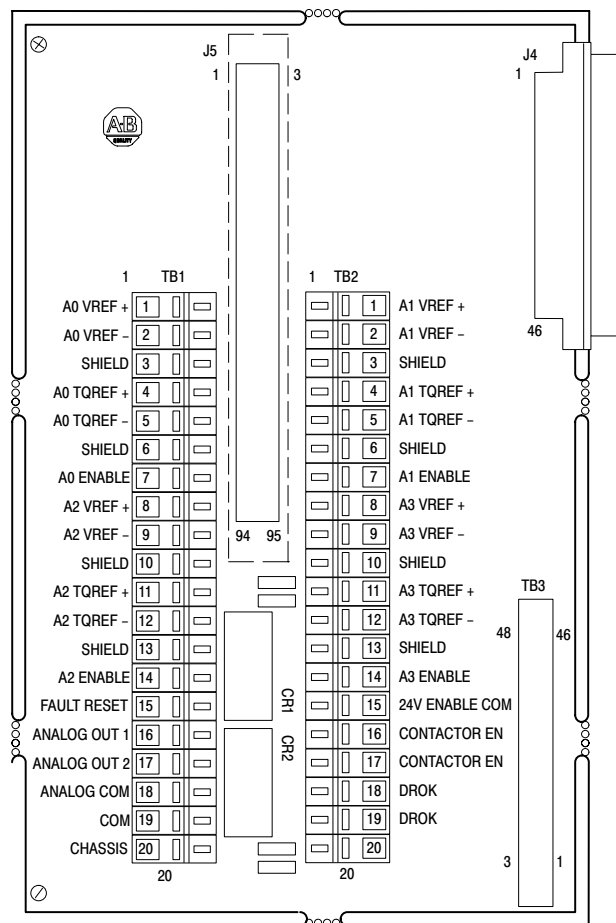 J5
J4
1 3
1
A-B
QUALITY
46
1 TB1
1 TB2
A0 VREF + 1
1 A1 VREF +
A0 VREF – 2
2 A1 VREF –
SHIELD 3
3 SHIELD
A0 TQREF + 4
4 A1 TQREF +
A0 TQREF – 5
5 A1 TQREF –
SHIELD 6
6 SHIELD
A0 ENABLE 7
7 A1 ENABLE
A2 VREF + 8
8 A3 VREF +
A2 VREF – 9
9 A3 VREF –
94 95
SHIELD 10
10 SHIELD
A2 TQREF + 11
11 A3 TQREF +
A2 TQREF – 12
12 A3 TQREF –
SHIELD 13
13 SHIELD
A2 ENABLE 14
14 A3 ENABLE
FAULT RESET 15
15 24V ENABLE COM
ANALOG OUT 1 16
16 CONTACTOR EN
ANALOG OUT 2 17
17 CONTACTOR EN
ANALOG COM 18
18 DROK
COM 19
19 DROK
CHASSIS 20
20
20
20
CR1
CR2
TB3
48 46
3 1